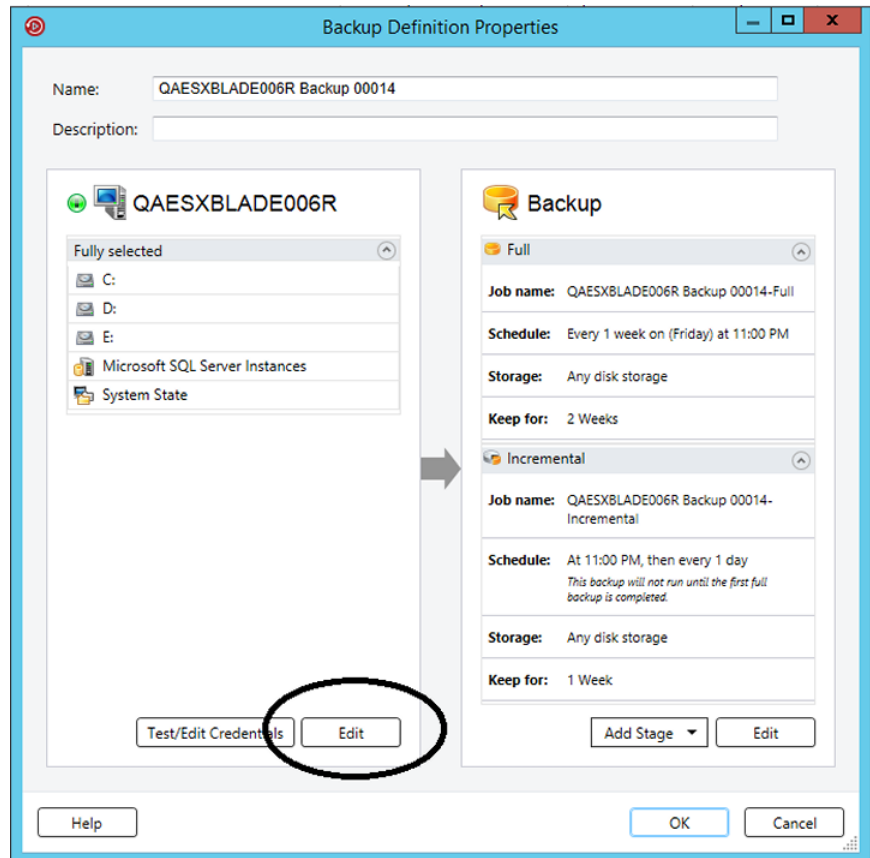 Backup Definition Properties
Name: QAESXBLADE006R Backup 00014
Description:
QAESXBLADE006R
Fully selected
C:
D:
E:
Microsoft SQL Server Instances
System State
Test/Edit Credentials Edit
Backup
Full
Job name: QAESXBLADE006R Backup 00014-Full
Schedule: Every 1 week on (Friday) at 11:00 PM
Storage: Any disk storage
Keep for: 2 Weeks
Incremental
Job name: QAESXBLADE006R Backup 00014-
Incremental
Schedule: At 11:00 PM, then every 1 day
This backup will not run until the first full
backup is completed.
Storage: Any disk storage
Keep for: 1 Week
Add Stage Edit
Help OK Cancel